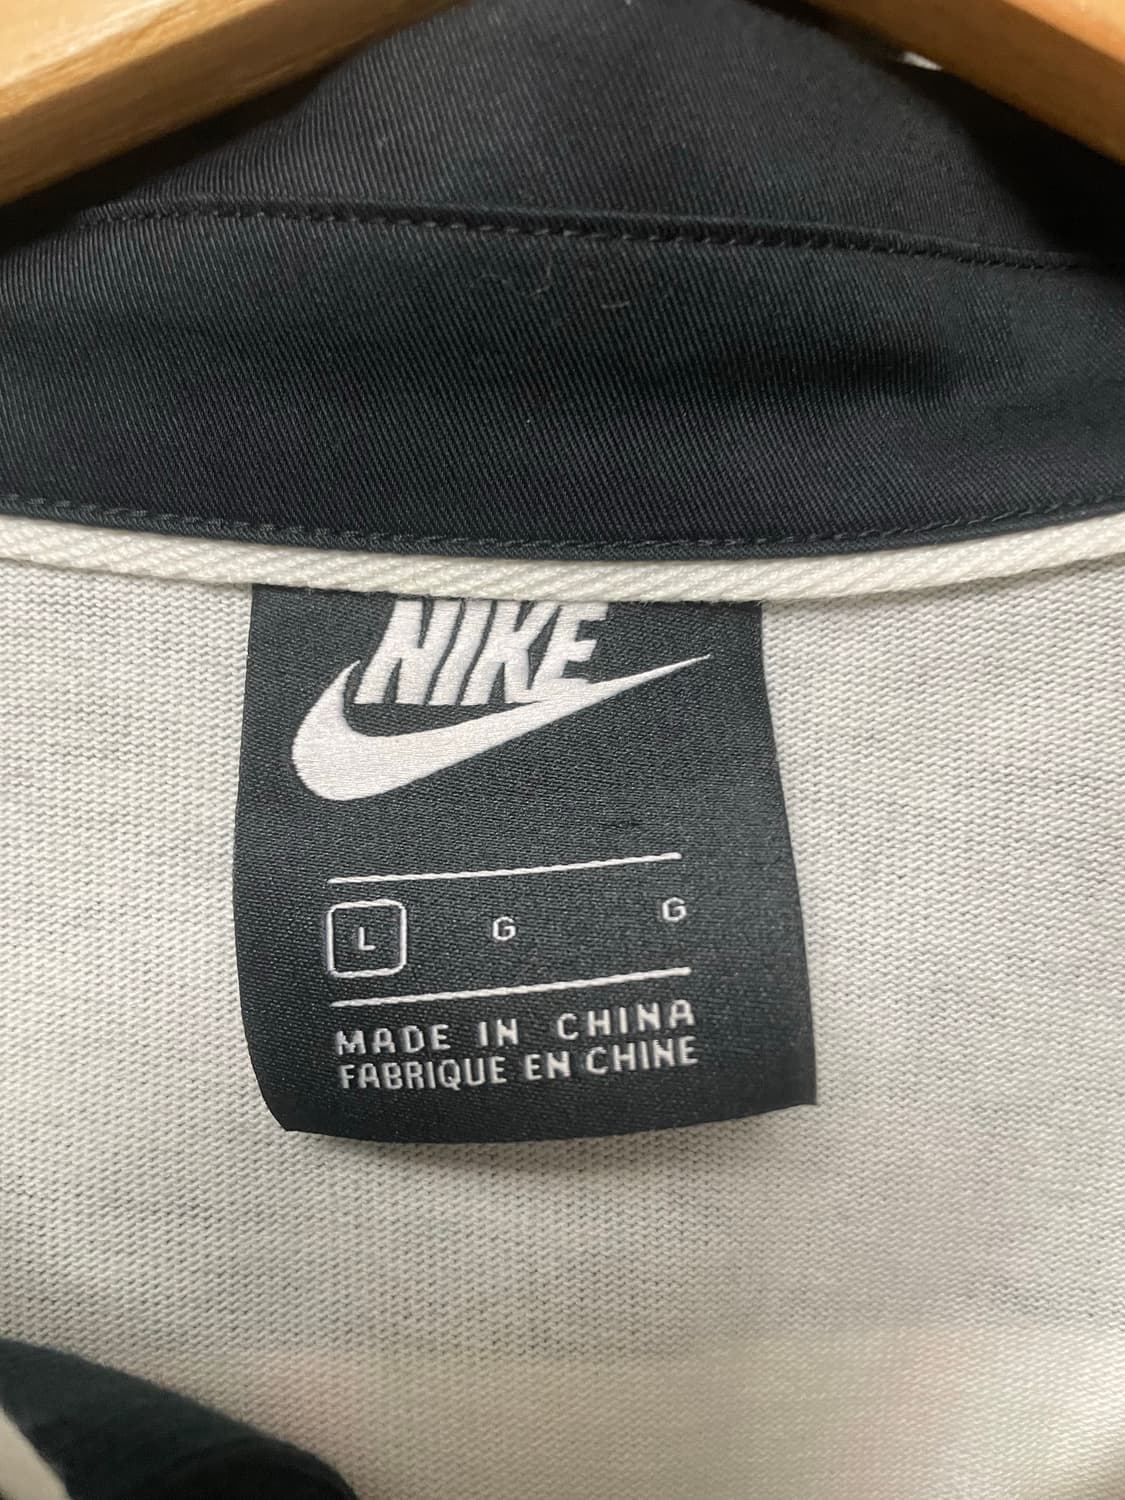 NIKE
L G G
MADE IN CHINA
FABRIQUE EN CHINE